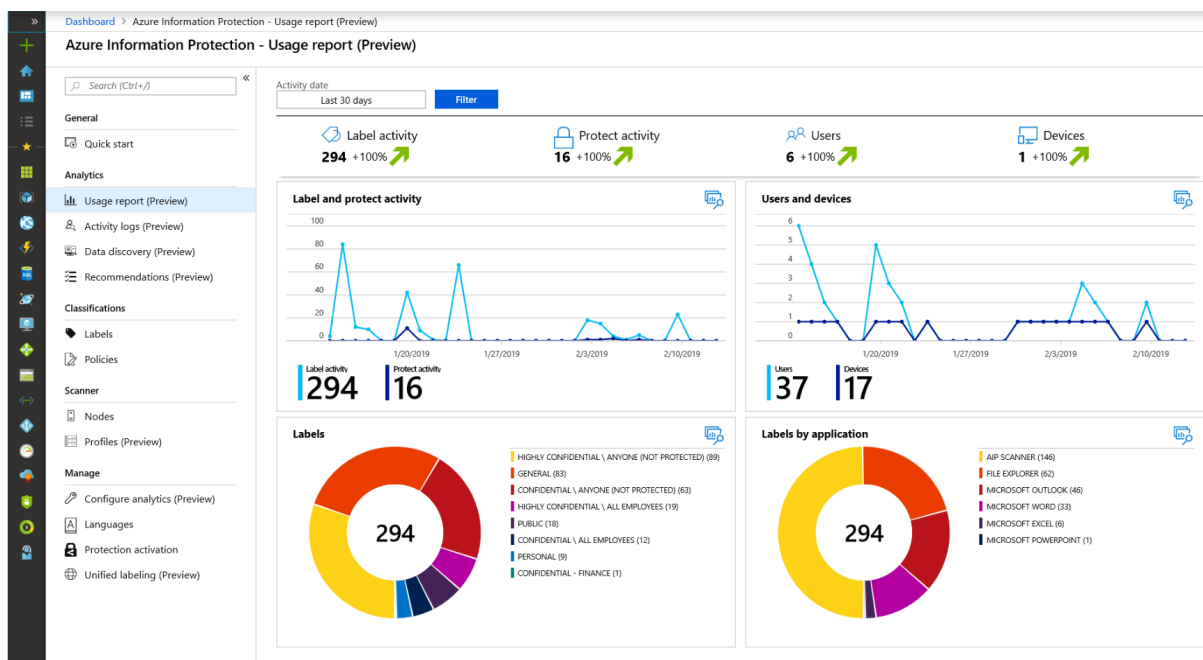 Dashboard > Azure Information Protection - Usage report (Preview)
Azure Information Protection - Usage report (Preview)
Search (Ctrl+/)
General
Quick start
Analytics
Usage report (Preview)
Activity logs (Preview)
Data discovery (Preview)
Recommendations (Preview)
Classifications
Labels
Policies
Scanner
Nodes
Profiles (Preview)
Manage
Configure analytics (Preview)
Languages
Protection activation
Unified labeling (Preview)
Activity date
Last 30 days
Filter
Label activity
294 +100%
Protect activity
16 +100%
Users
6 +100%
Devices
1 +100%
Label and protect activity
100
80
60
40
20
0
1/20/2019 1/27/2019 2/3/2019 2/10/2019
Label activity
294
Protect activity
16
Users and devices
6
5
4
3
2
1
0
1/20/2019 1/27/2019 2/3/2019 2/10/2019
Users
37
Devices
17
Labels
294
HIGHLY CONFIDENTIAL \ ANYONE (NOT PROTECTED) (89)
GENERAL (83)
CONFIDENTIAL \ ANYONE (NOT PROTECTED) (63)
HIGHLY CONFIDENTIAL \ ALL EMPLOYEES (19)
PUBLIC (18)
CONFIDENTIAL \ ALL EMPLOYEES (12)
PERSONAL (9)
CONFIDENTIAL - FINANCE (1)
Labels by application
294
AIP SCANNER (146)
FILE EXPLORER (62)
MICROSOFT OUTLOOK (46)
MICROSOFT WORD (33)
MICROSOFT EXCEL (6)
MICROSOFT POWERPOINT (1)